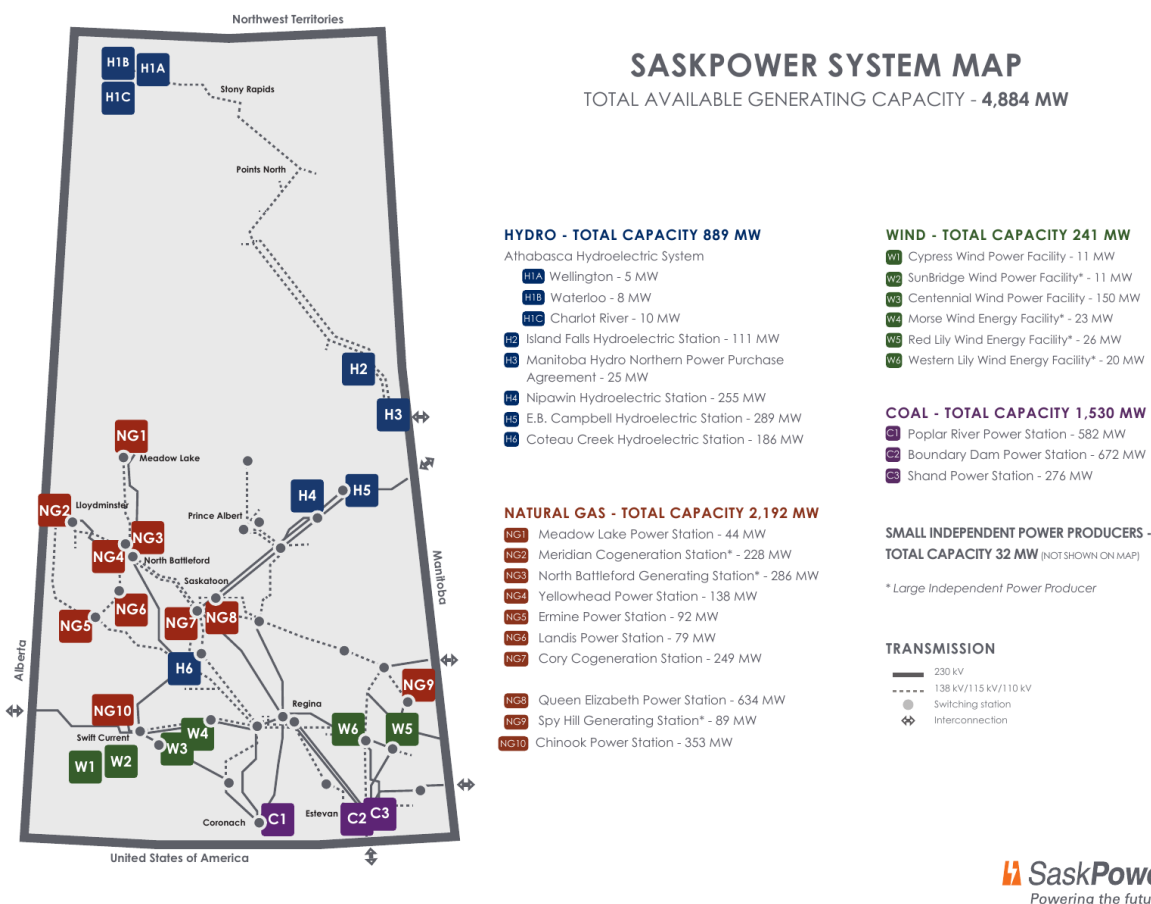 Northwest Territories
H1B
H1A
H1C
Stony Rapids
Points North
H2
H3
NG1
Meadow Lake
H5
H4
NG2
Lloydminster
Prince Albert
NG3
NG4
North Battleford
Manitoba
Saskatoon
NG6
NG5
NG7
NG8
Alberta
H6
NG9
NG10
Regina
Swift Current
W4
W6
W5
W3
W1
W2
Coronach
C1
Estevan
C2
C3
United States of America
SASKPOWER SYSTEM MAP
TOTAL AVAILABLE GENERATING CAPACITY - 4,884 MW
HYDRO - TOTAL CAPACITY 889 MW
Athabasca Hydroelectric System
H1A Wellington - 5 MW
H1B Waterloo - 8 MW
H1C Charlot River - 10 MW
H2 Island Falls Hydroelectric Station - 111 MW
H3 Manitoba Hydro Northern Power Purchase
Agreement - 25 MW
H4 Nipawin Hydroelectric Station - 255 MW
H5 E.B. Campbell Hydroelectric Station - 289 MW
H6 Coteau Creek Hydroelectric Station - 186 MW
NATURAL GAS - TOTAL CAPACITY 2,192 MW
NG1 Meadow Lake Power Station - 44 MW
NG2 Meridian Cogeneration Station* - 228 MW
NG3 North Battleford Generating Station* - 286 MW
NG4 Yellowhead Power Station - 138 MW
NG5 Ermine Power Station - 92 MW
NG6 Landis Power Station - 79 MW
NG7 Cory Cogeneration Station - 249 MW
NG8 Queen Elizabeth Power Station - 634 MW
NG9 Spy Hill Generating Station* - 89 MW
NG10 Chinook Power Station - 353 MW
WIND - TOTAL CAPACITY 241 MW
W1 Cypress Wind Power Facility - 11 MW
W2 SunBridge Wind Power Facility* - 11 MW
W3 Centennial Wind Power Facility - 150 MW
W4 Morse Wind Energy Facility* - 23 MW
W5 Red Lily Wind Energy Facility* - 26 MW
W6 Western Lily Wind Energy Facility* - 20 MW
COAL - TOTAL CAPACITY 1,530 MW
C1 Poplar River Power Station - 582 MW
C2 Boundary Dam Power Station - 672 MW
C3 Shand Power Station - 276 MW
SMALL INDEPENDENT POWER PRODUCERS -
TOTAL CAPACITY 32 MW (NOT SHOWN ON MAP)
* Large Independent Power Producer
TRANSMISSION
230 kV
138 kV/115 kV/110 kV
Switching station
Interconnection
SaskPowe
Powering the futu